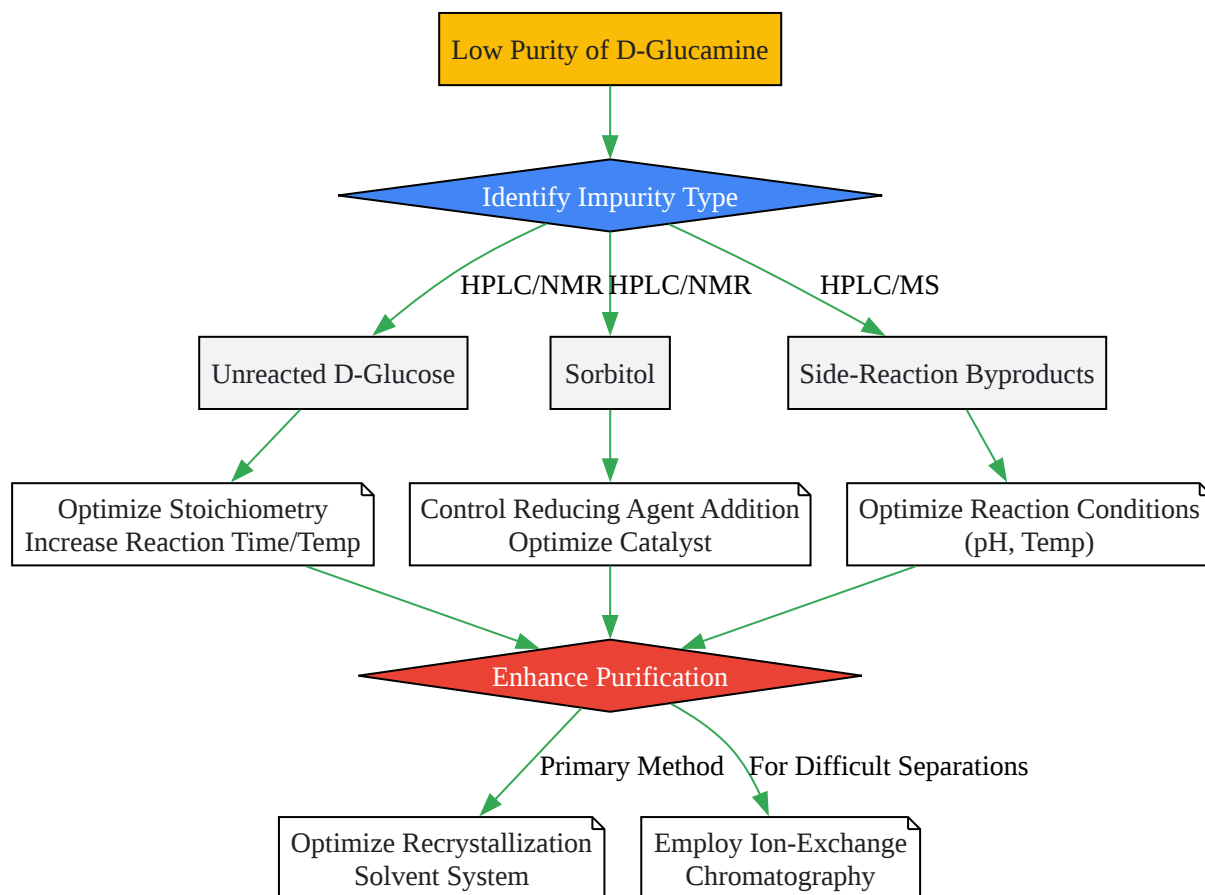 Low Purity of D-Glucamine
Identify Impurity Type
HPLC/NMR
HPLC/NMR
HPLC/MS
Unreacted D-Glucose
Sorbitol
Side-Reaction Byproducts
Optimize Stoichiometry
Increase Reaction Time/Temp
Control Reducing Agent Addition
Optimize Catalyst
Optimize Reaction Conditions
(pH, Temp)
Enhance Purification
Primary Method
For Difficult Separations
Optimize Recrystallization
Solvent System
Employ Ion-Exchange
Chromatography